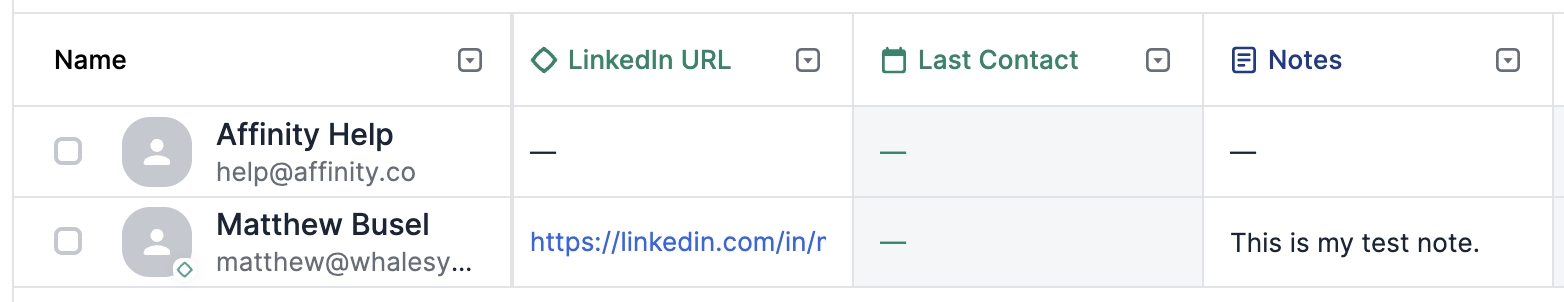 Name LinkedIn URL Last Contact Notes
Affinity Help
help@affinity.co
— — —
Matthew Busel
matthew@whalesy...
https://linkedin.com/in/ — This is my test note.